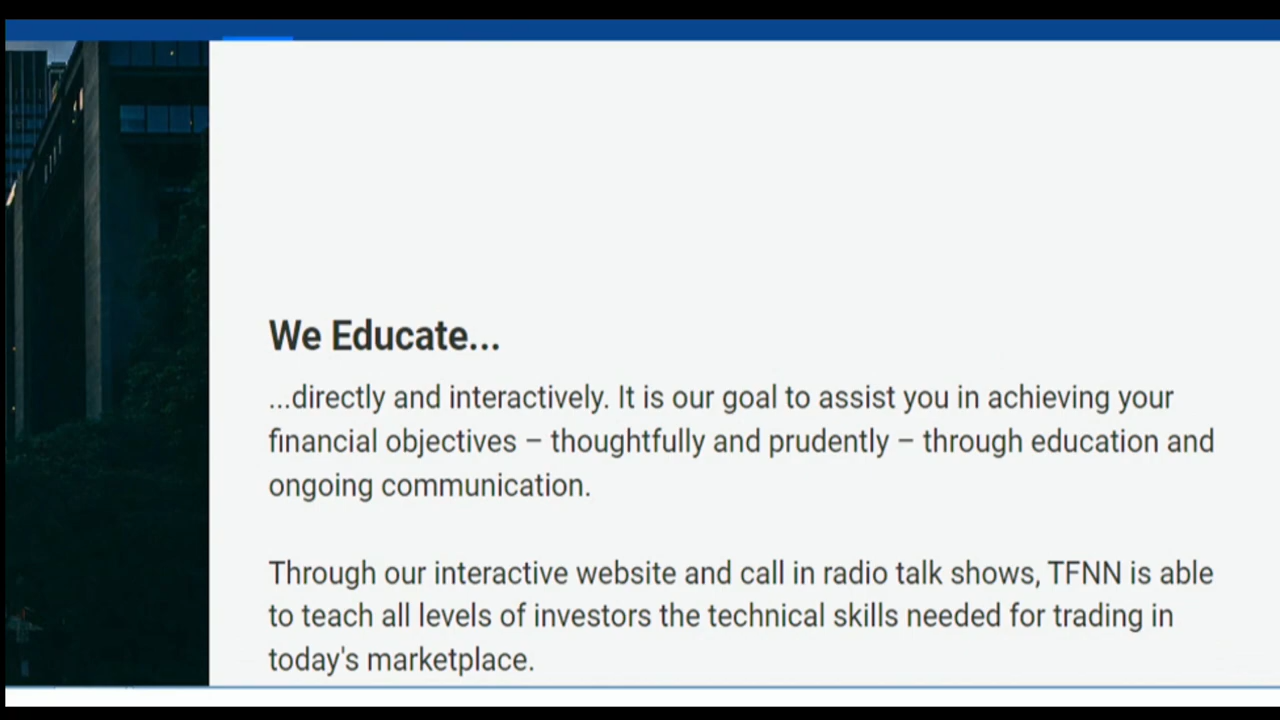 We Educate...
...directly and interactively. It is our goal to assist you in achieving your
financial objectives – thoughtfully and prudently – through education and
ongoing communication.
Through our interactive website and call in radio talk shows, TFNN is able
to teach all levels of investors the technical skills needed for trading in
today's marketplace.